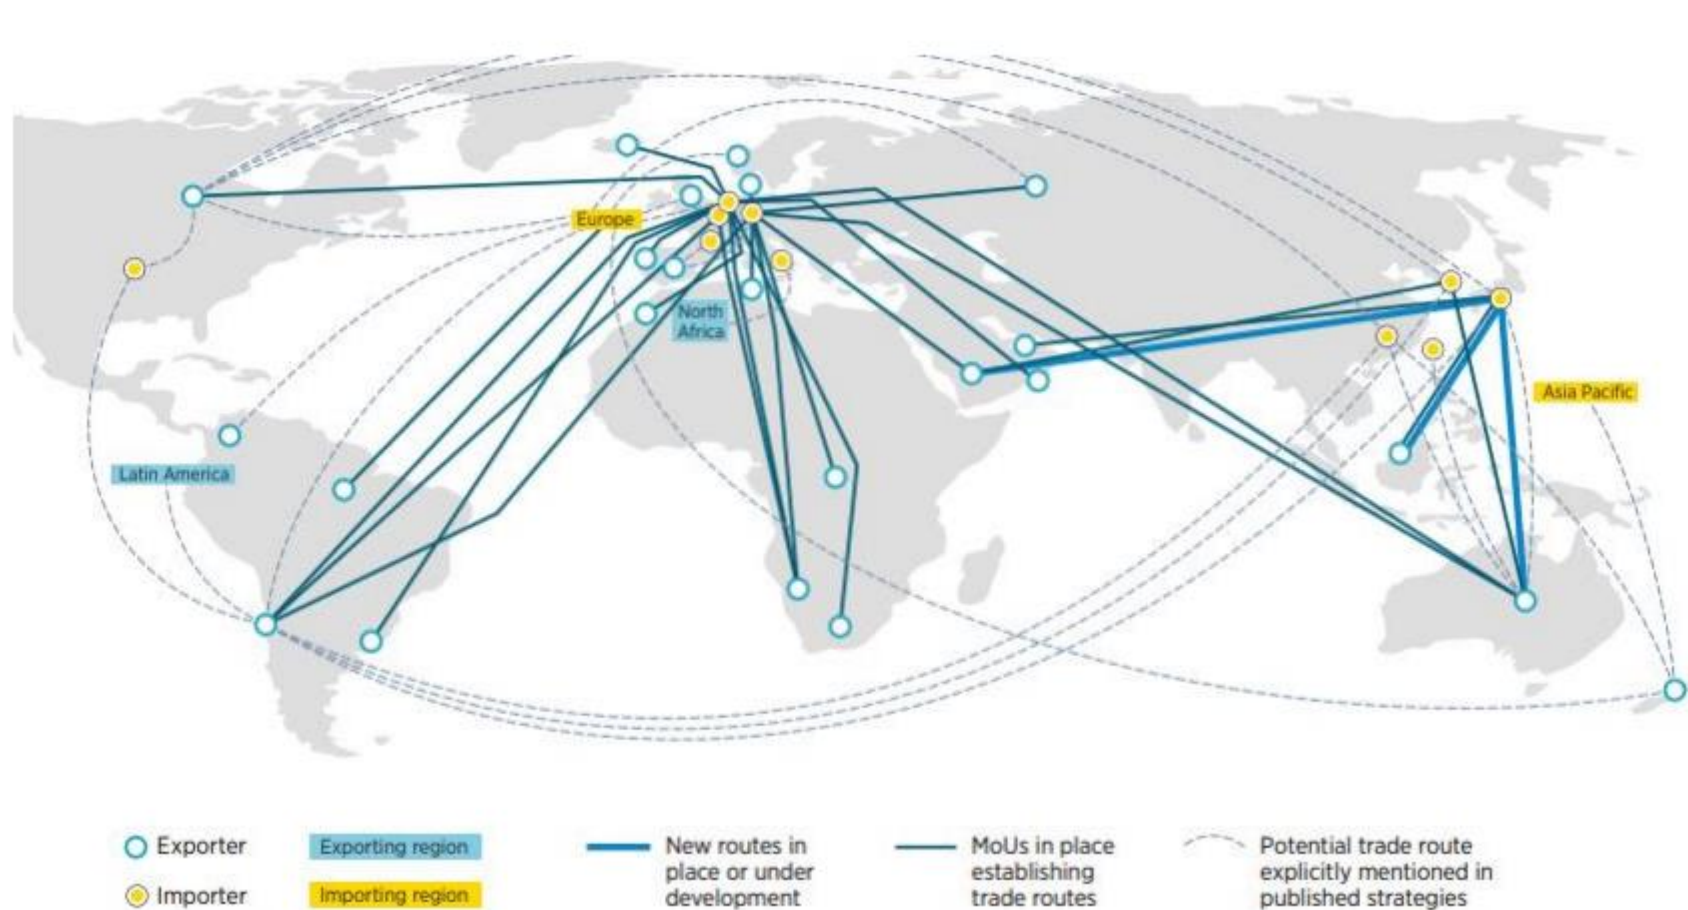 Europe
North
Africa
Asia Pacific
Latin America
Exporter
Exporting region
New routes in
place or under
development
MoUs in place
establishing
trade routes
Potential trade route
explicitly mentioned in
published strategies
Importer
Importing region